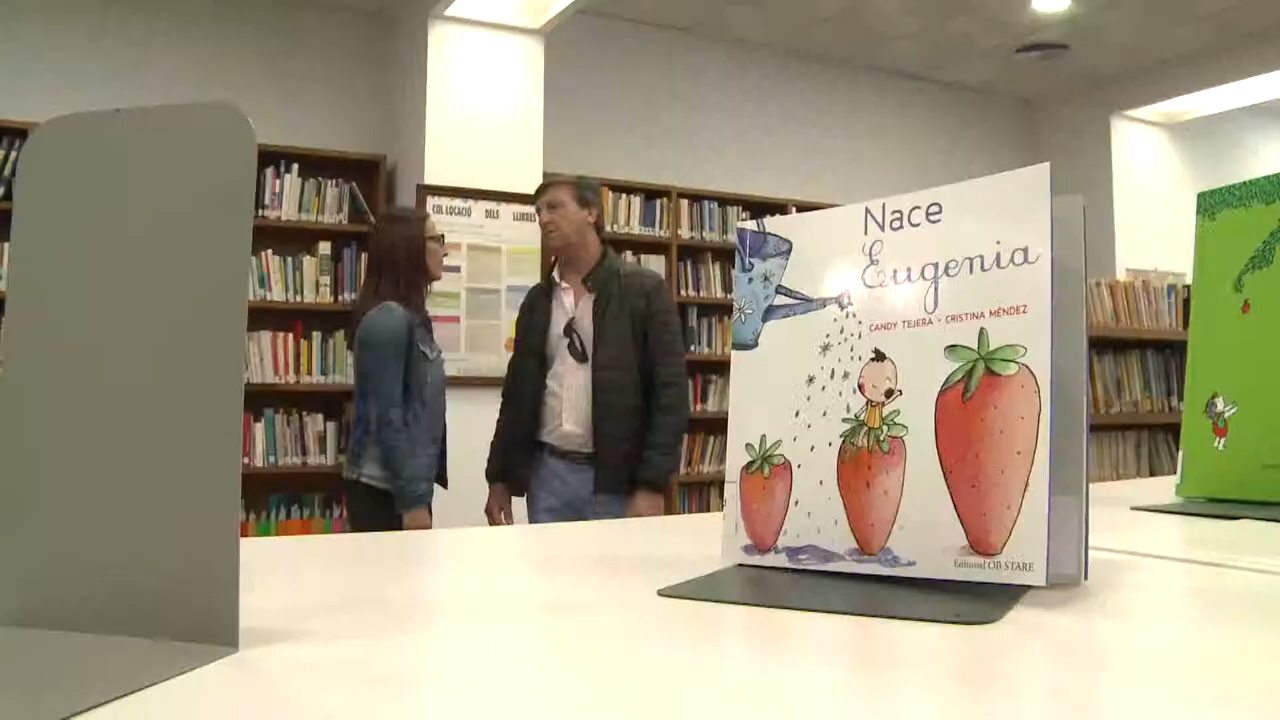 COL·LOCACIÓ DELS LLIBRES
Nace
Eugenia
CANDY TEJERA · CRISTINA MÉNDEZ
Editorial OB STARE